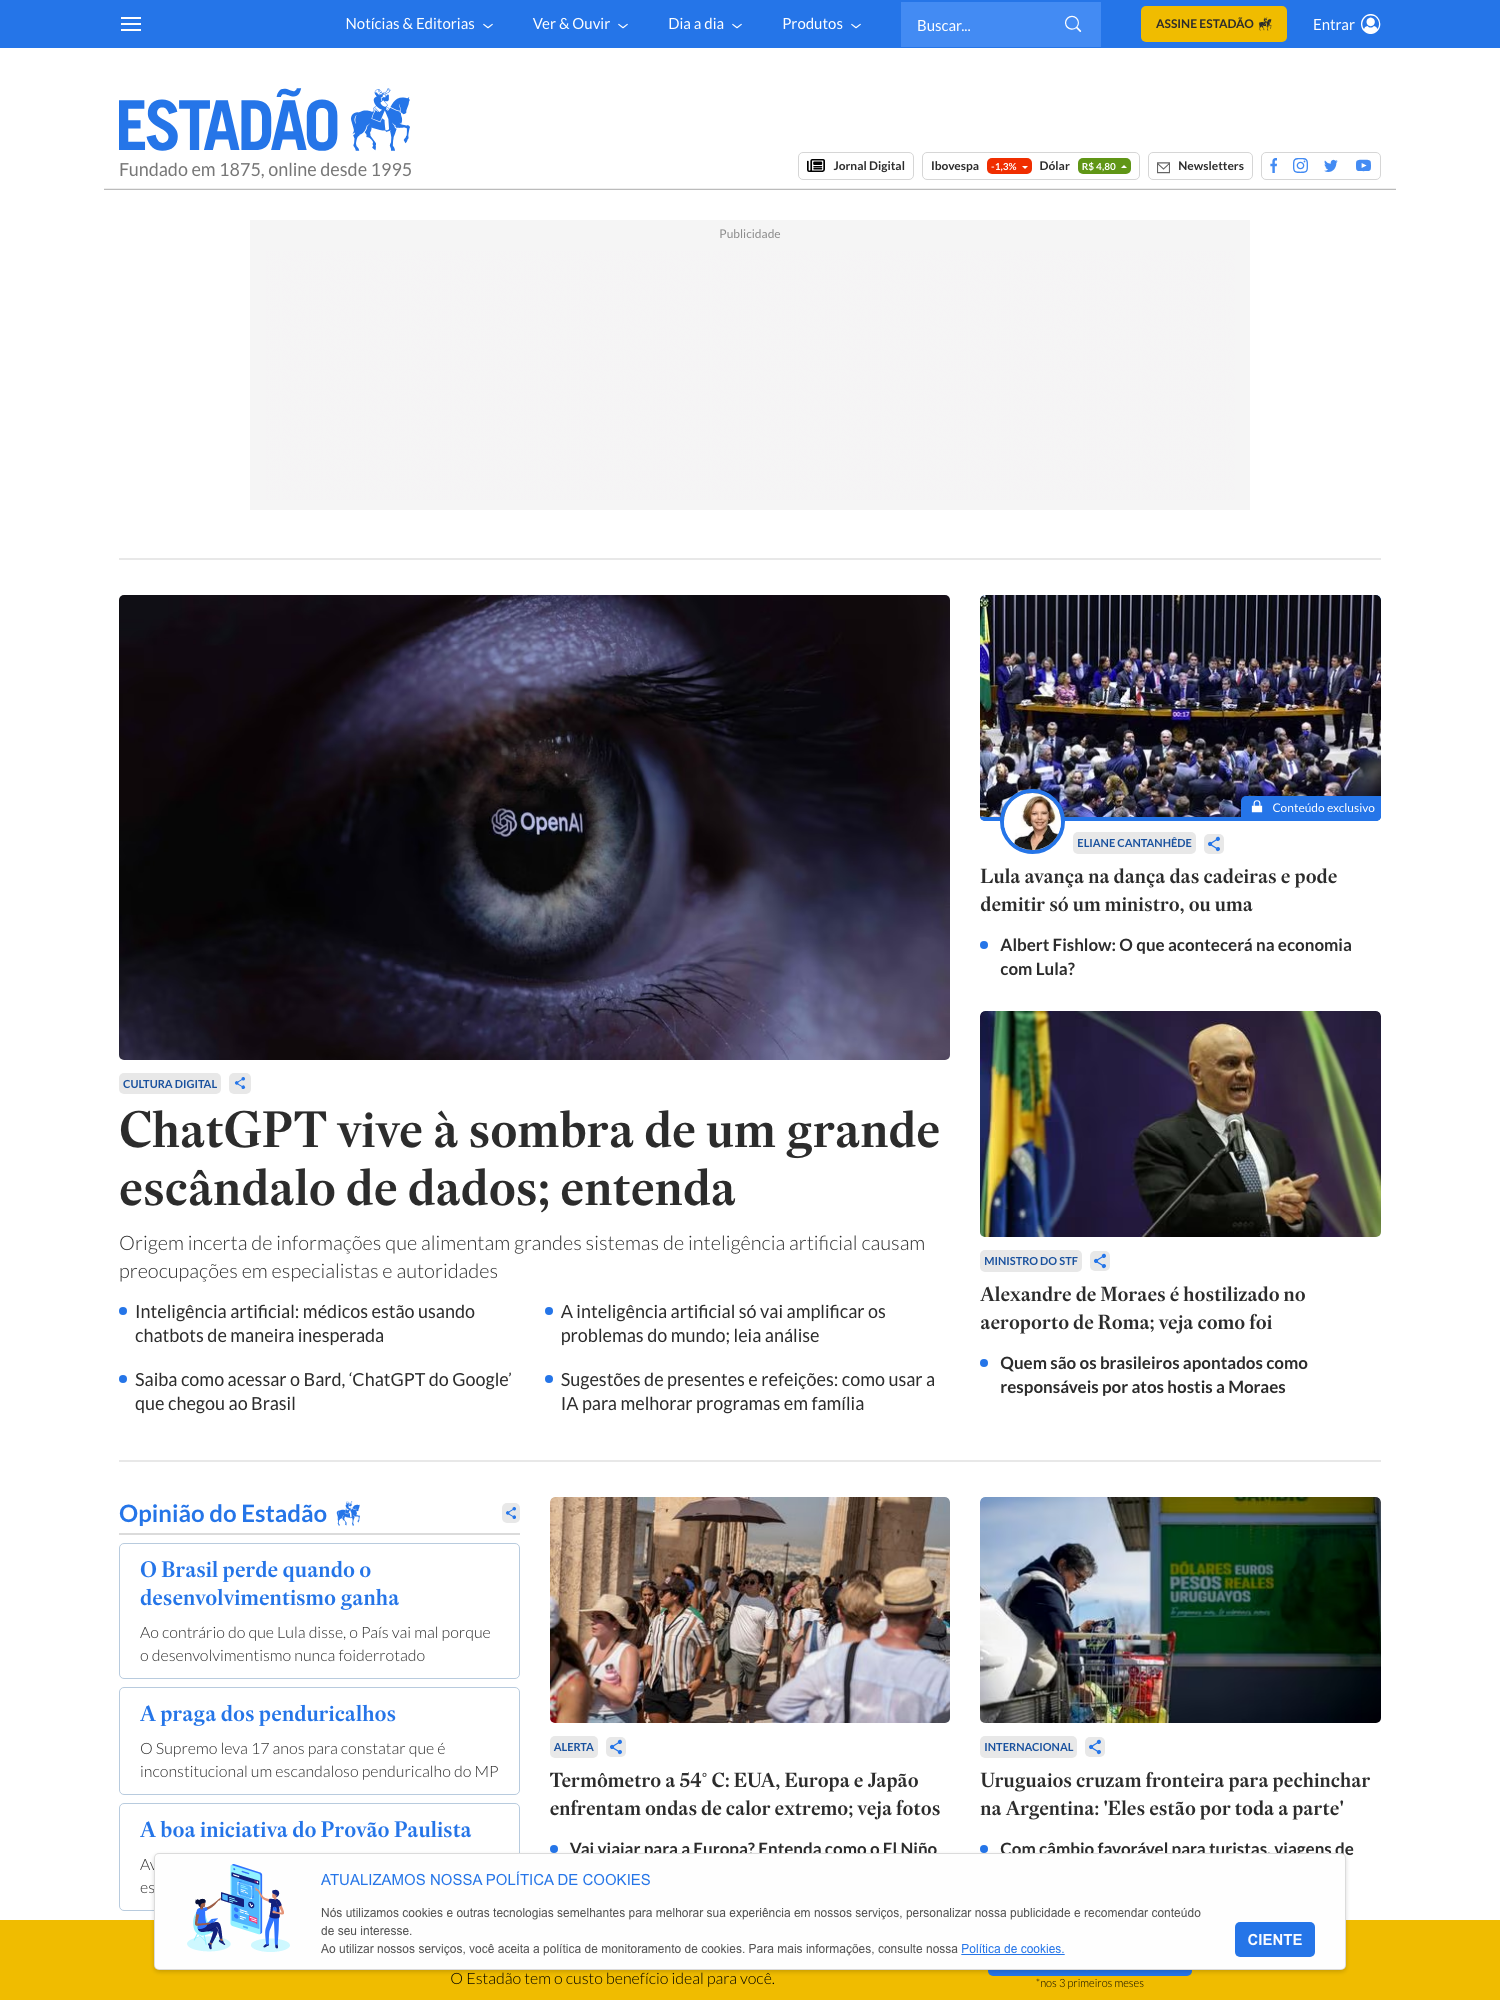 Notícias & Editorias
Ver & Ouvir
Dia a dia
Produtos
Buscar...
ASSINE ESTADÃO
Entrar
ESTADÃO
Fundado em 1875, online desde 1995
Jornal Digital
Ibovespa -1,3% Dólar R$ 4,80
Newsletters
Publicidade
OpenAI
CULTURA DIGITAL
ChatGPT vive à sombra de um grande
escândalo de dados; entenda
Origem incerta de informações que alimentam grandes sistemas de inteligência artificial causam
preocupações em especialistas e autoridades
Inteligência artificial: médicos estão usando
chatbots de maneira inesperada
A inteligência artificial só vai amplificar os
problemas do mundo; leia análise
Saiba como acessar o Bard, ‘ChatGPT do Google’
que chegou ao Brasil
Sugestões de presentes e refeições: como usar a
IA para melhorar programas em família
00:17
Conteúdo exclusivo
ELIANE CANTANHÊDE
Lula avança na dança das cadeiras e pode
demitir só um ministro, ou uma
Albert Fishlow: O que acontecerá na economia
com Lula?
MINISTRO DO STF
Alexandre de Moraes é hostilizado no
aeroporto de Roma; veja como foi
Quem são os brasileiros apontados como
responsáveis por atos hostis a Moraes
Opinião do Estadão
O Brasil perde quando o
desenvolvimentismo ganha
Ao contrário do que Lula disse, o País vai mal porque
o desenvolvimentismo nunca foiderrotado
A praga dos penduricalhos
O Supremo leva 17 anos para constatar que é
inconstitucional um escandaloso penduricalho do MP
A boa iniciativa do Provão Paulista
ALERTA
Termômetro a 54° C: EUA, Europa e Japão
enfrentam ondas de calor extremo; veja fotos
Vai viajar para a Europa? Entenda como o El Niño
CAMBIO
DÓLARES EUROS
PESOS REALES
URUGUAYOS
INTERNACIONAL
Uruguaios cruzam fronteira para pechinchar
na Argentina: 'Eles estão por toda a parte'
Com câmbio favorável para turistas, viagens de
ATUALIZAMOS NOSSA POLÍTICA DE COOKIES
Nós utilizamos cookies e outras tecnologias semelhantes para melhorar sua experiência em nossos serviços, personalizar nossa publicidade e recomendar conteúdo
de seu interesse.
Ao utilizar nossos serviços, você aceita a política de monitoramento de cookies. Para mais informações, consulte nossa Política de cookies.
CIENTE
O Estadão tem o custo benefício ideal para você.
*nos 3 primeiros meses